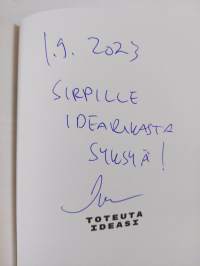 1.9. 2023
SIRPILLE
IDEARIKASTA
SYKSYÄ!
TOTEUTA
IDEASI